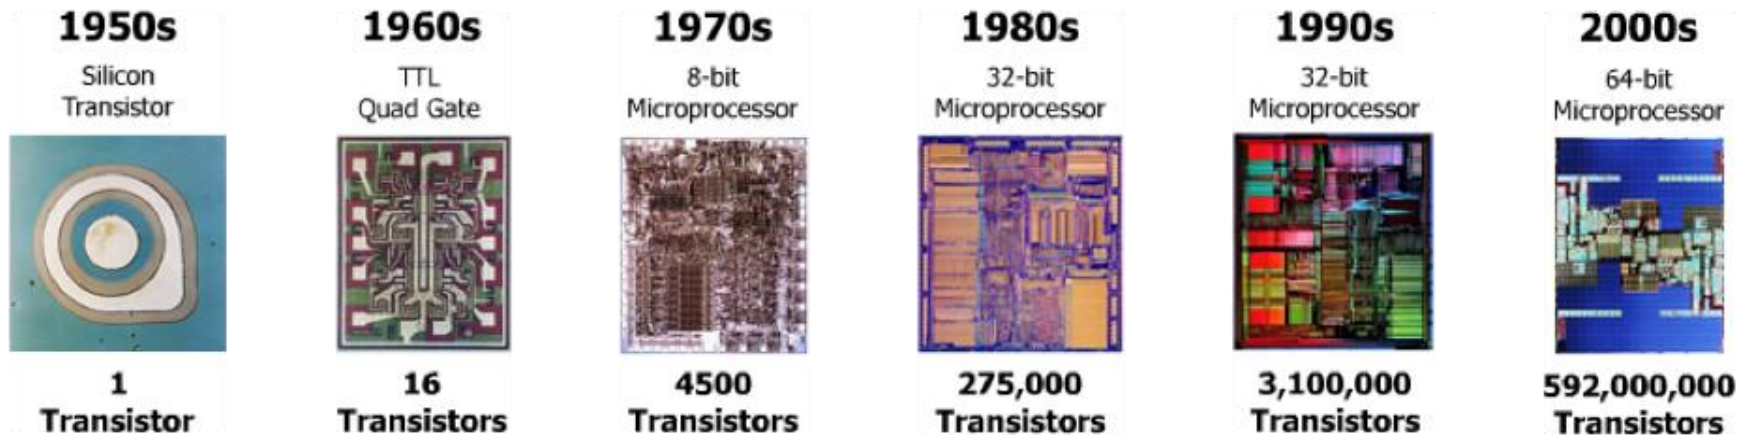 1950s
Silicon
Transistor
1
Transistor
1960s
TTL
Quad Gate
16
Transistors
1970s
8-bit
Microprocessor
4500
Transistors
1980s
32-bit
Microprocessor
275,000
Transistors
1990s
32-bit
Microprocessor
3,100,000
Transistors
2000s
64-bit
Microprocessor
592,000,000
Transistors